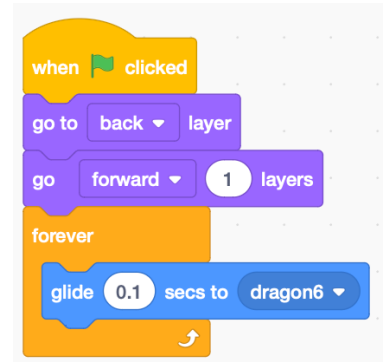 when clicked
go to back layer
go forward 1 layers
forever
glide 0.1 secs to dragon6